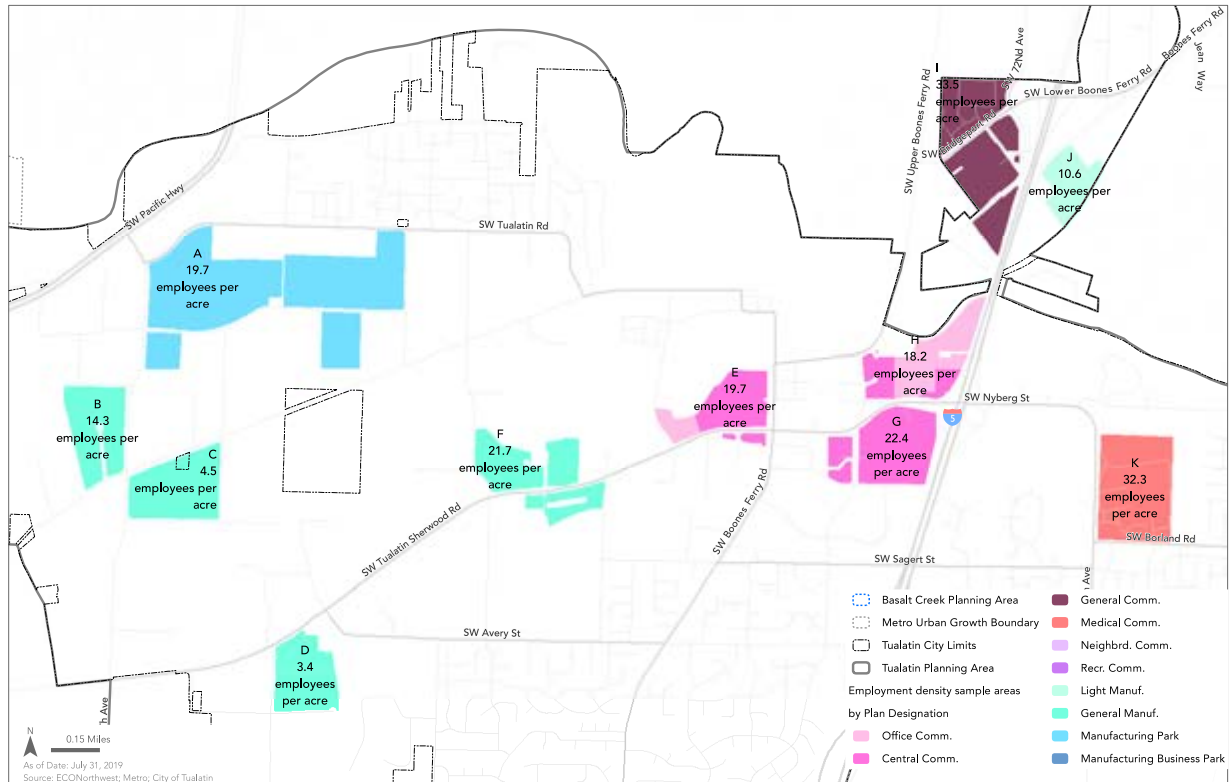 SW Upper Boones Ferry Rd
SW 72Nd Ave
Boones Ferry Rd
Jean Way
I
33.5
employees per
acre
SW Lower Boones Ferry Rd
SW Bridgeport Rd
J
10.6
employees per
acre
SW Pacific Hwy
SW Tualatin Rd
A
19.7
employees per
acre
H
18.2
employees per
acre
E
19.7
employees per
acre
SW Nyberg St
5
B
14.3
employees per
acre
C
4.5
employees per
acre
F
21.7
employees per
acre
G
22.4
employees
per acre
K
32.3
employees
per acre
SW Tualatin Sherwood Rd
SW Boones Ferry Rd
SW Borland Rd
SW Sagert St
SW Avery St
D
3.4
employees
per acre
h Ave
Ave
Basalt Creek Planning Area
Metro Urban Growth Boundary
Tualatin City Limits
Tualatin Planning Area
Employment density sample areas
by Plan Designation
Office Comm.
Central Comm.
General Comm.
Medical Comm.
Neighbrd. Comm.
Recr. Comm.
Light Manuf.
General Manuf.
Manufacturing Park
Manufacturing Business Park
N
0.15 Miles
As of Date: July 31, 2019
Source: ECONorthwest; Metro, City of Tualatin